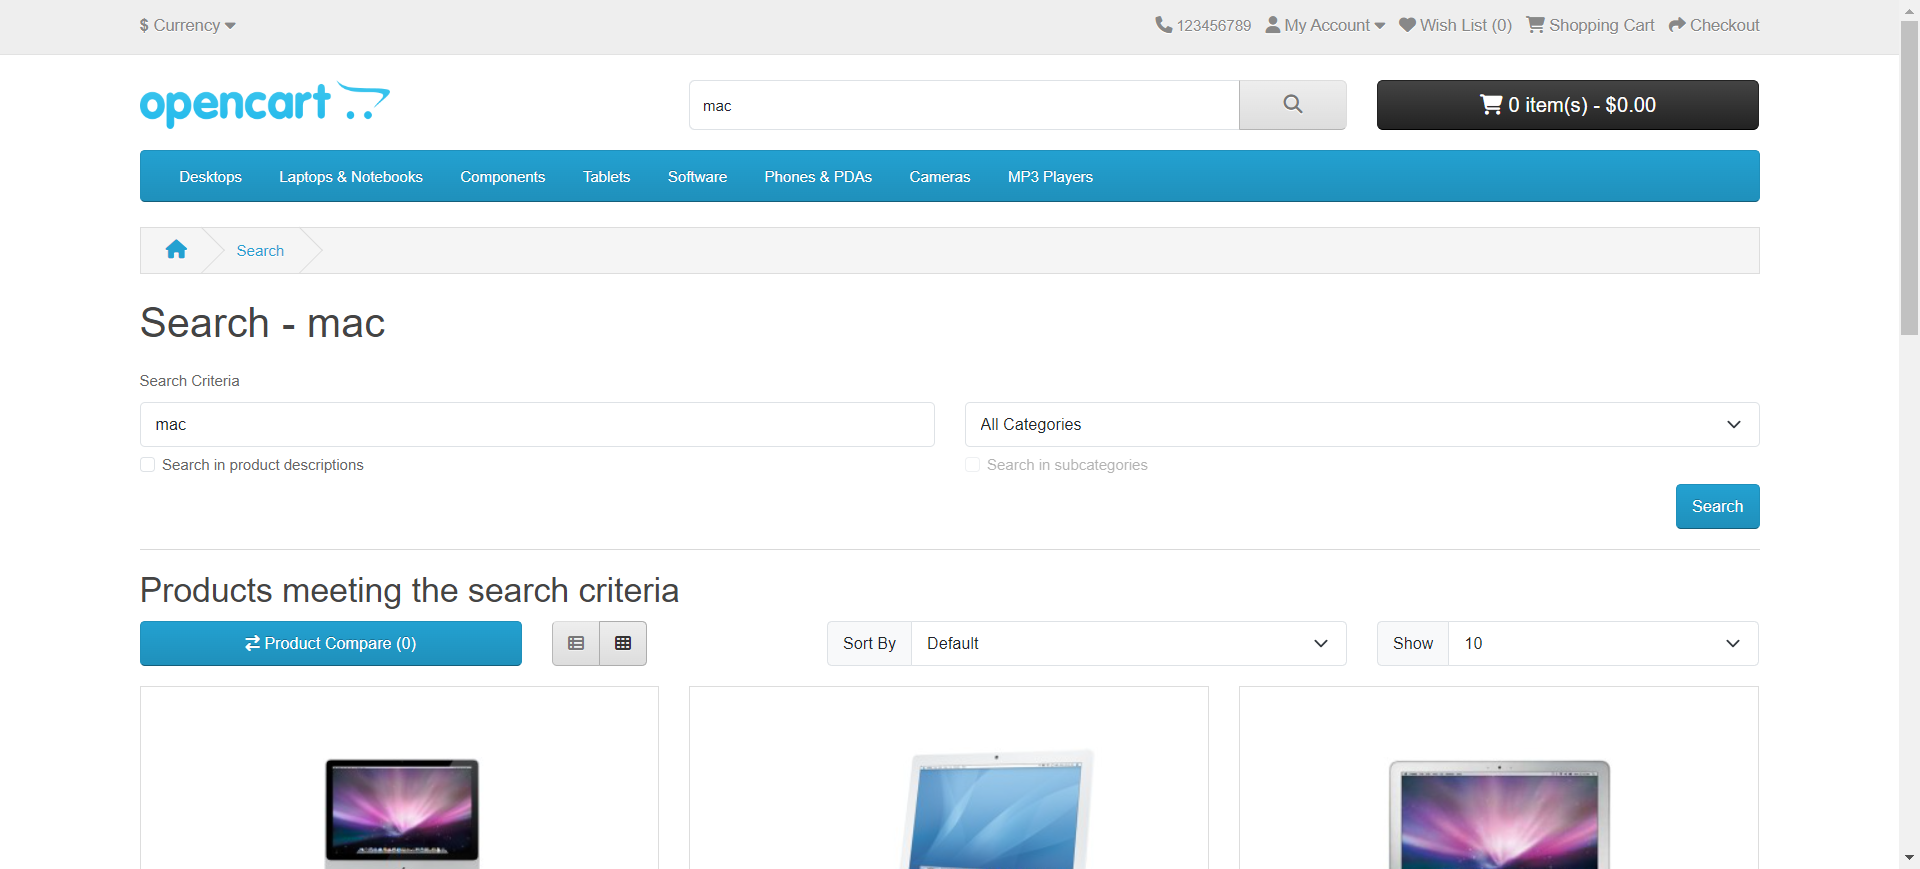 $ Currency 123456789 My Account Wish List (0) Shopping Cart Checkout
opencart mac 0 item(s) - $0.00
Desktops Laptops & Notebooks Components Tablets Software Phones & PDAs Cameras MP3 Players
Search
Search - mac
Search Criteria
mac All Categories
Search in product descriptions Search in subcategories
Search
Products meeting the search criteria
Product Compare (0) Sort By Default Show 10